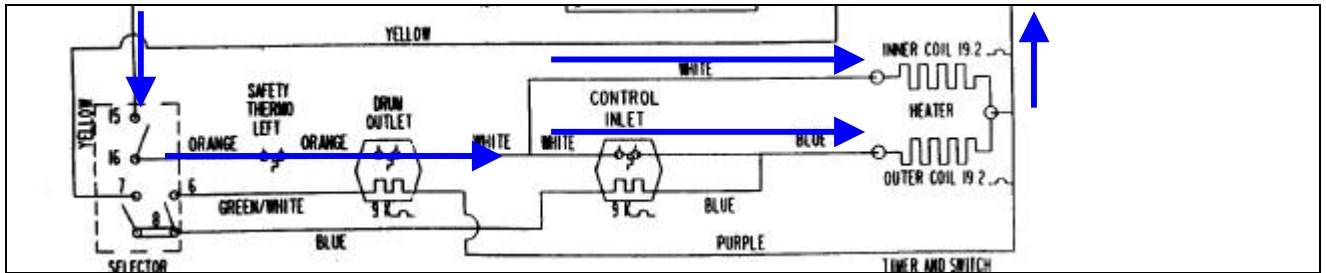 YELLOW
INNER COIL 19.2
WHITE
YELLOW
15
SAFETY
THERMO
LEFT
DRUM
OUTLET
CONTROL
INLET
HEATER
16
ORANGE
ORANGE
WHITE
WHITE
BLUE
7
6
OUTER COIL 19.2
GREEN/WHITE
9 K
9 K
BLUE
8
BLUE
PURPLE
SELECTOR
TIMER AND SWITCH